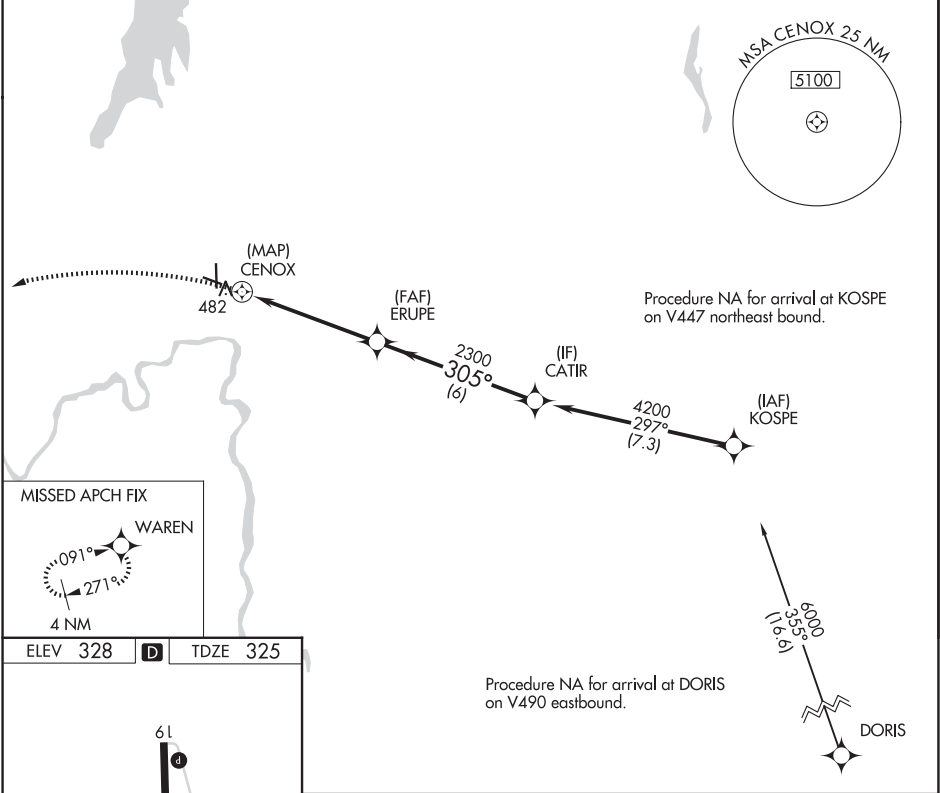 MSA CENOX 25 NM
5100
(MAP)
CENOX
482
(FAF)
ERUPE
Procedure NA for arrival at KOSPE
on V447 northeast bound.
2300
305°
(6)
(IF)
CATIR
4200
297°
(7.3)
(IAF)
KOSPE
MISSED APCH FIX
WAREN
091°
271°
4 NM
6000
355°
(16.6)
ELEV 328 D TDZE 325
Procedure NA for arrival at DORIS
on V490 eastbound.
DORIS
19
P